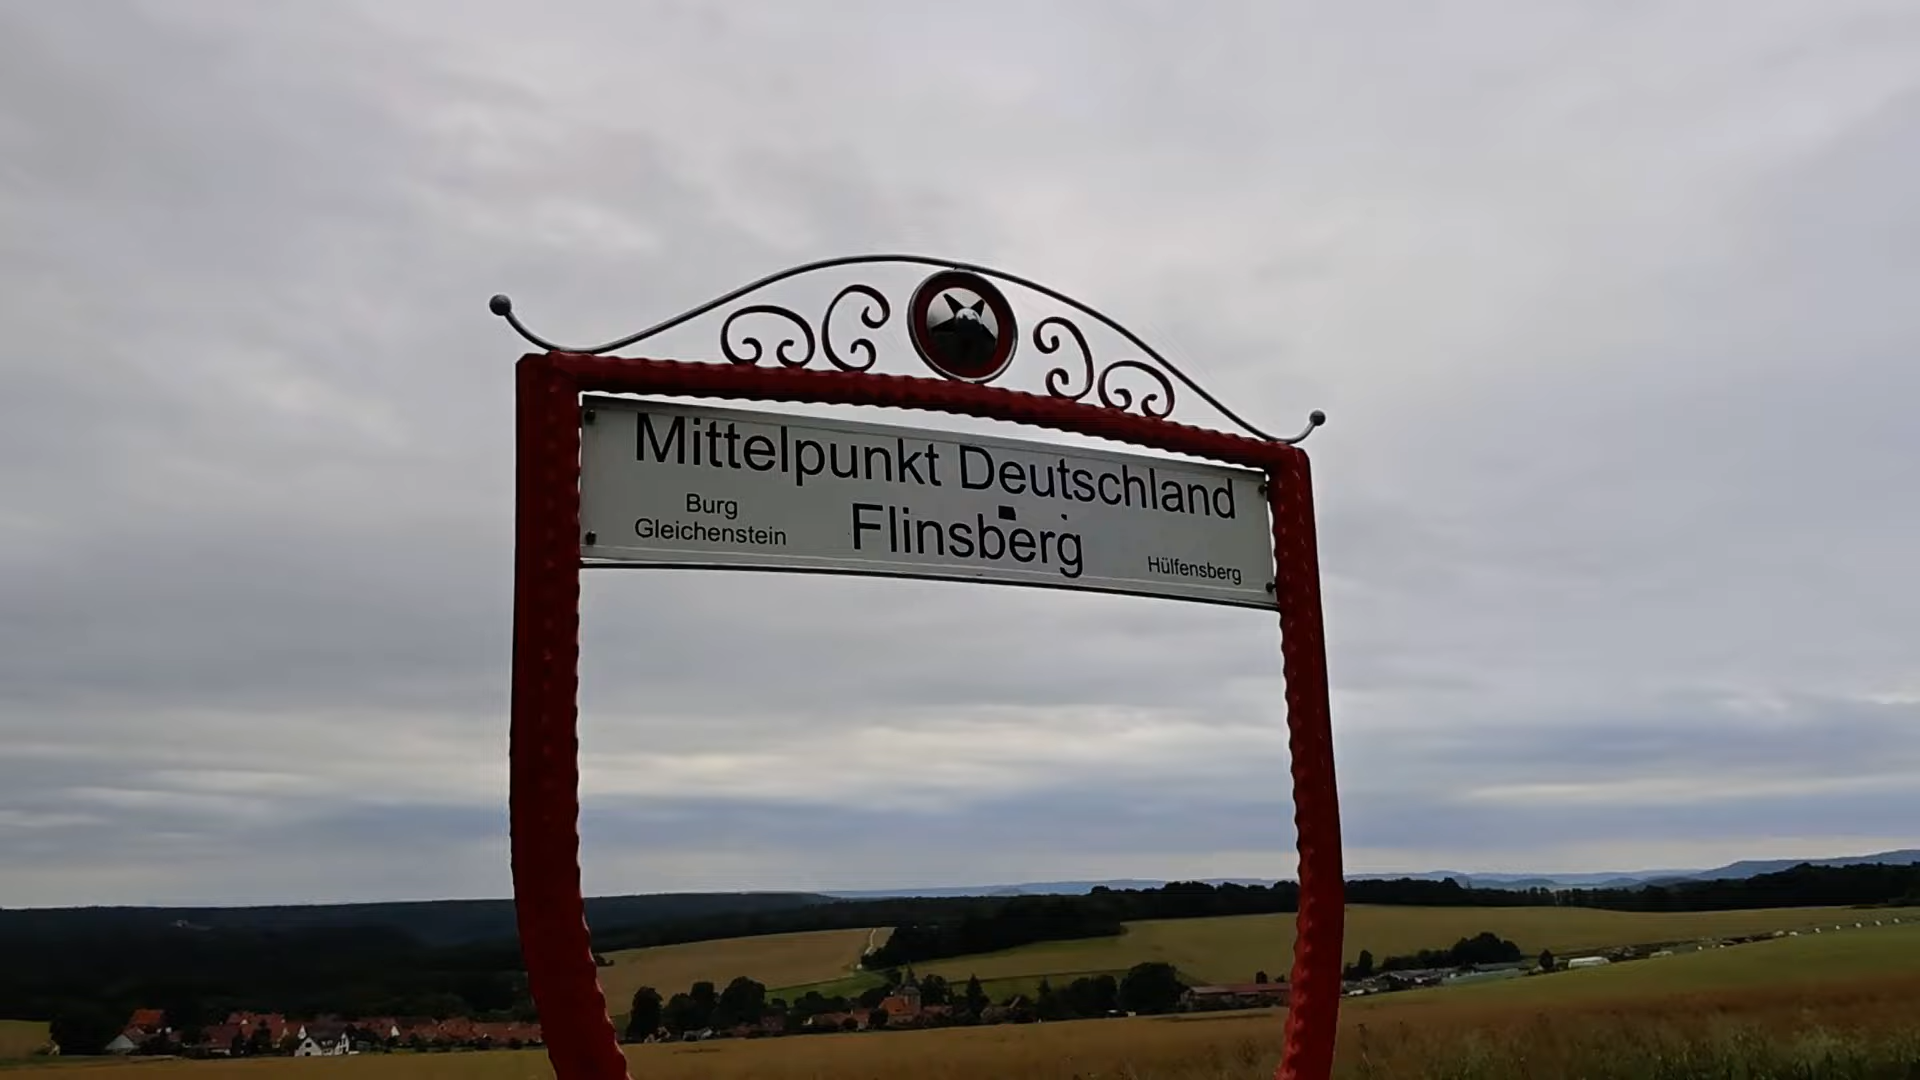 Mittelpunkt Deutschland
Flinsberg
Burg
Gleichenstein
Hülfensberg